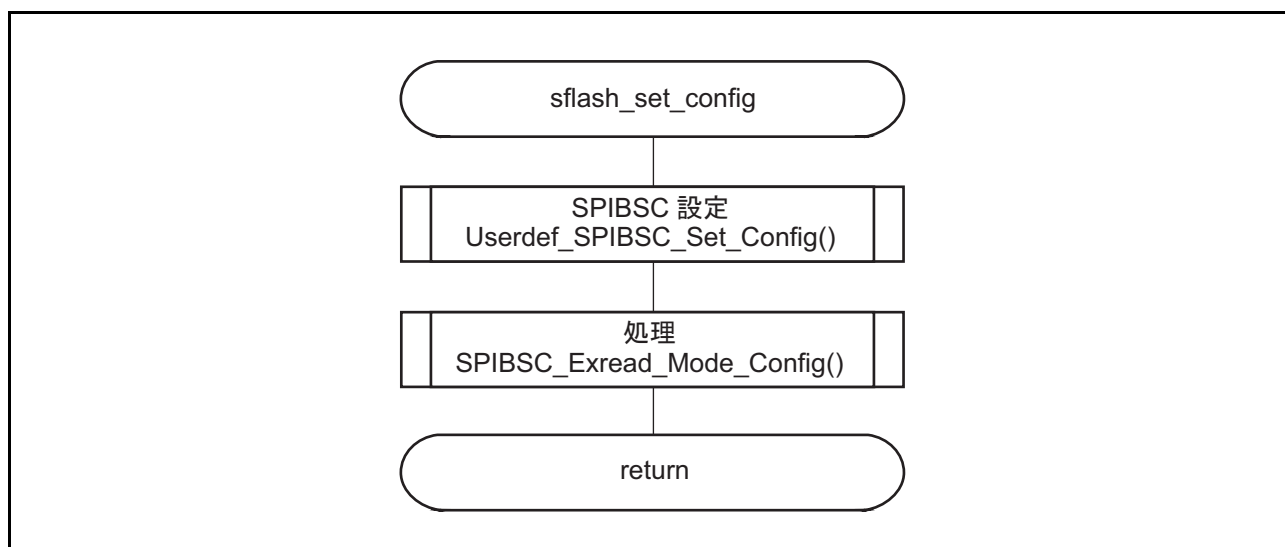 sflash_set_config
SPIBSC 設定
Userdef_SPIBSC_Set_Config()
処理
SPIBSC_Exread_Mode_Config()
return